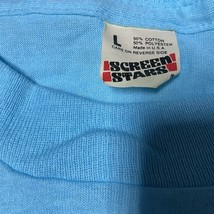 L
50% COTTON
50% POLYESTER
Made in U.S.A.
CARE ON REVERSE SIDE
SCREEN
STARS